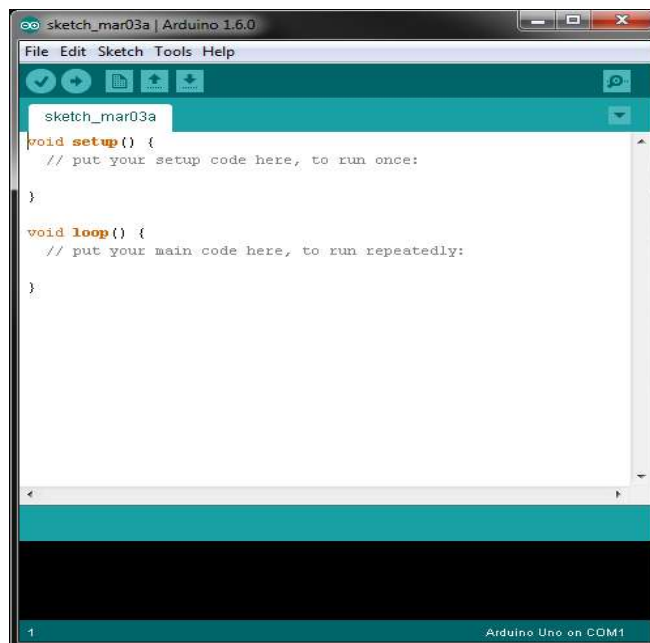 sketch_mar03a | Arduino 1.6.0
File Edit Sketch Tools Help
sketch_mar03a
void setup() {
  // put your setup code here, to run once:
}
void loop() {
  // put your main code here, to run repeatedly:
}
1 Arduino Uno on COM1